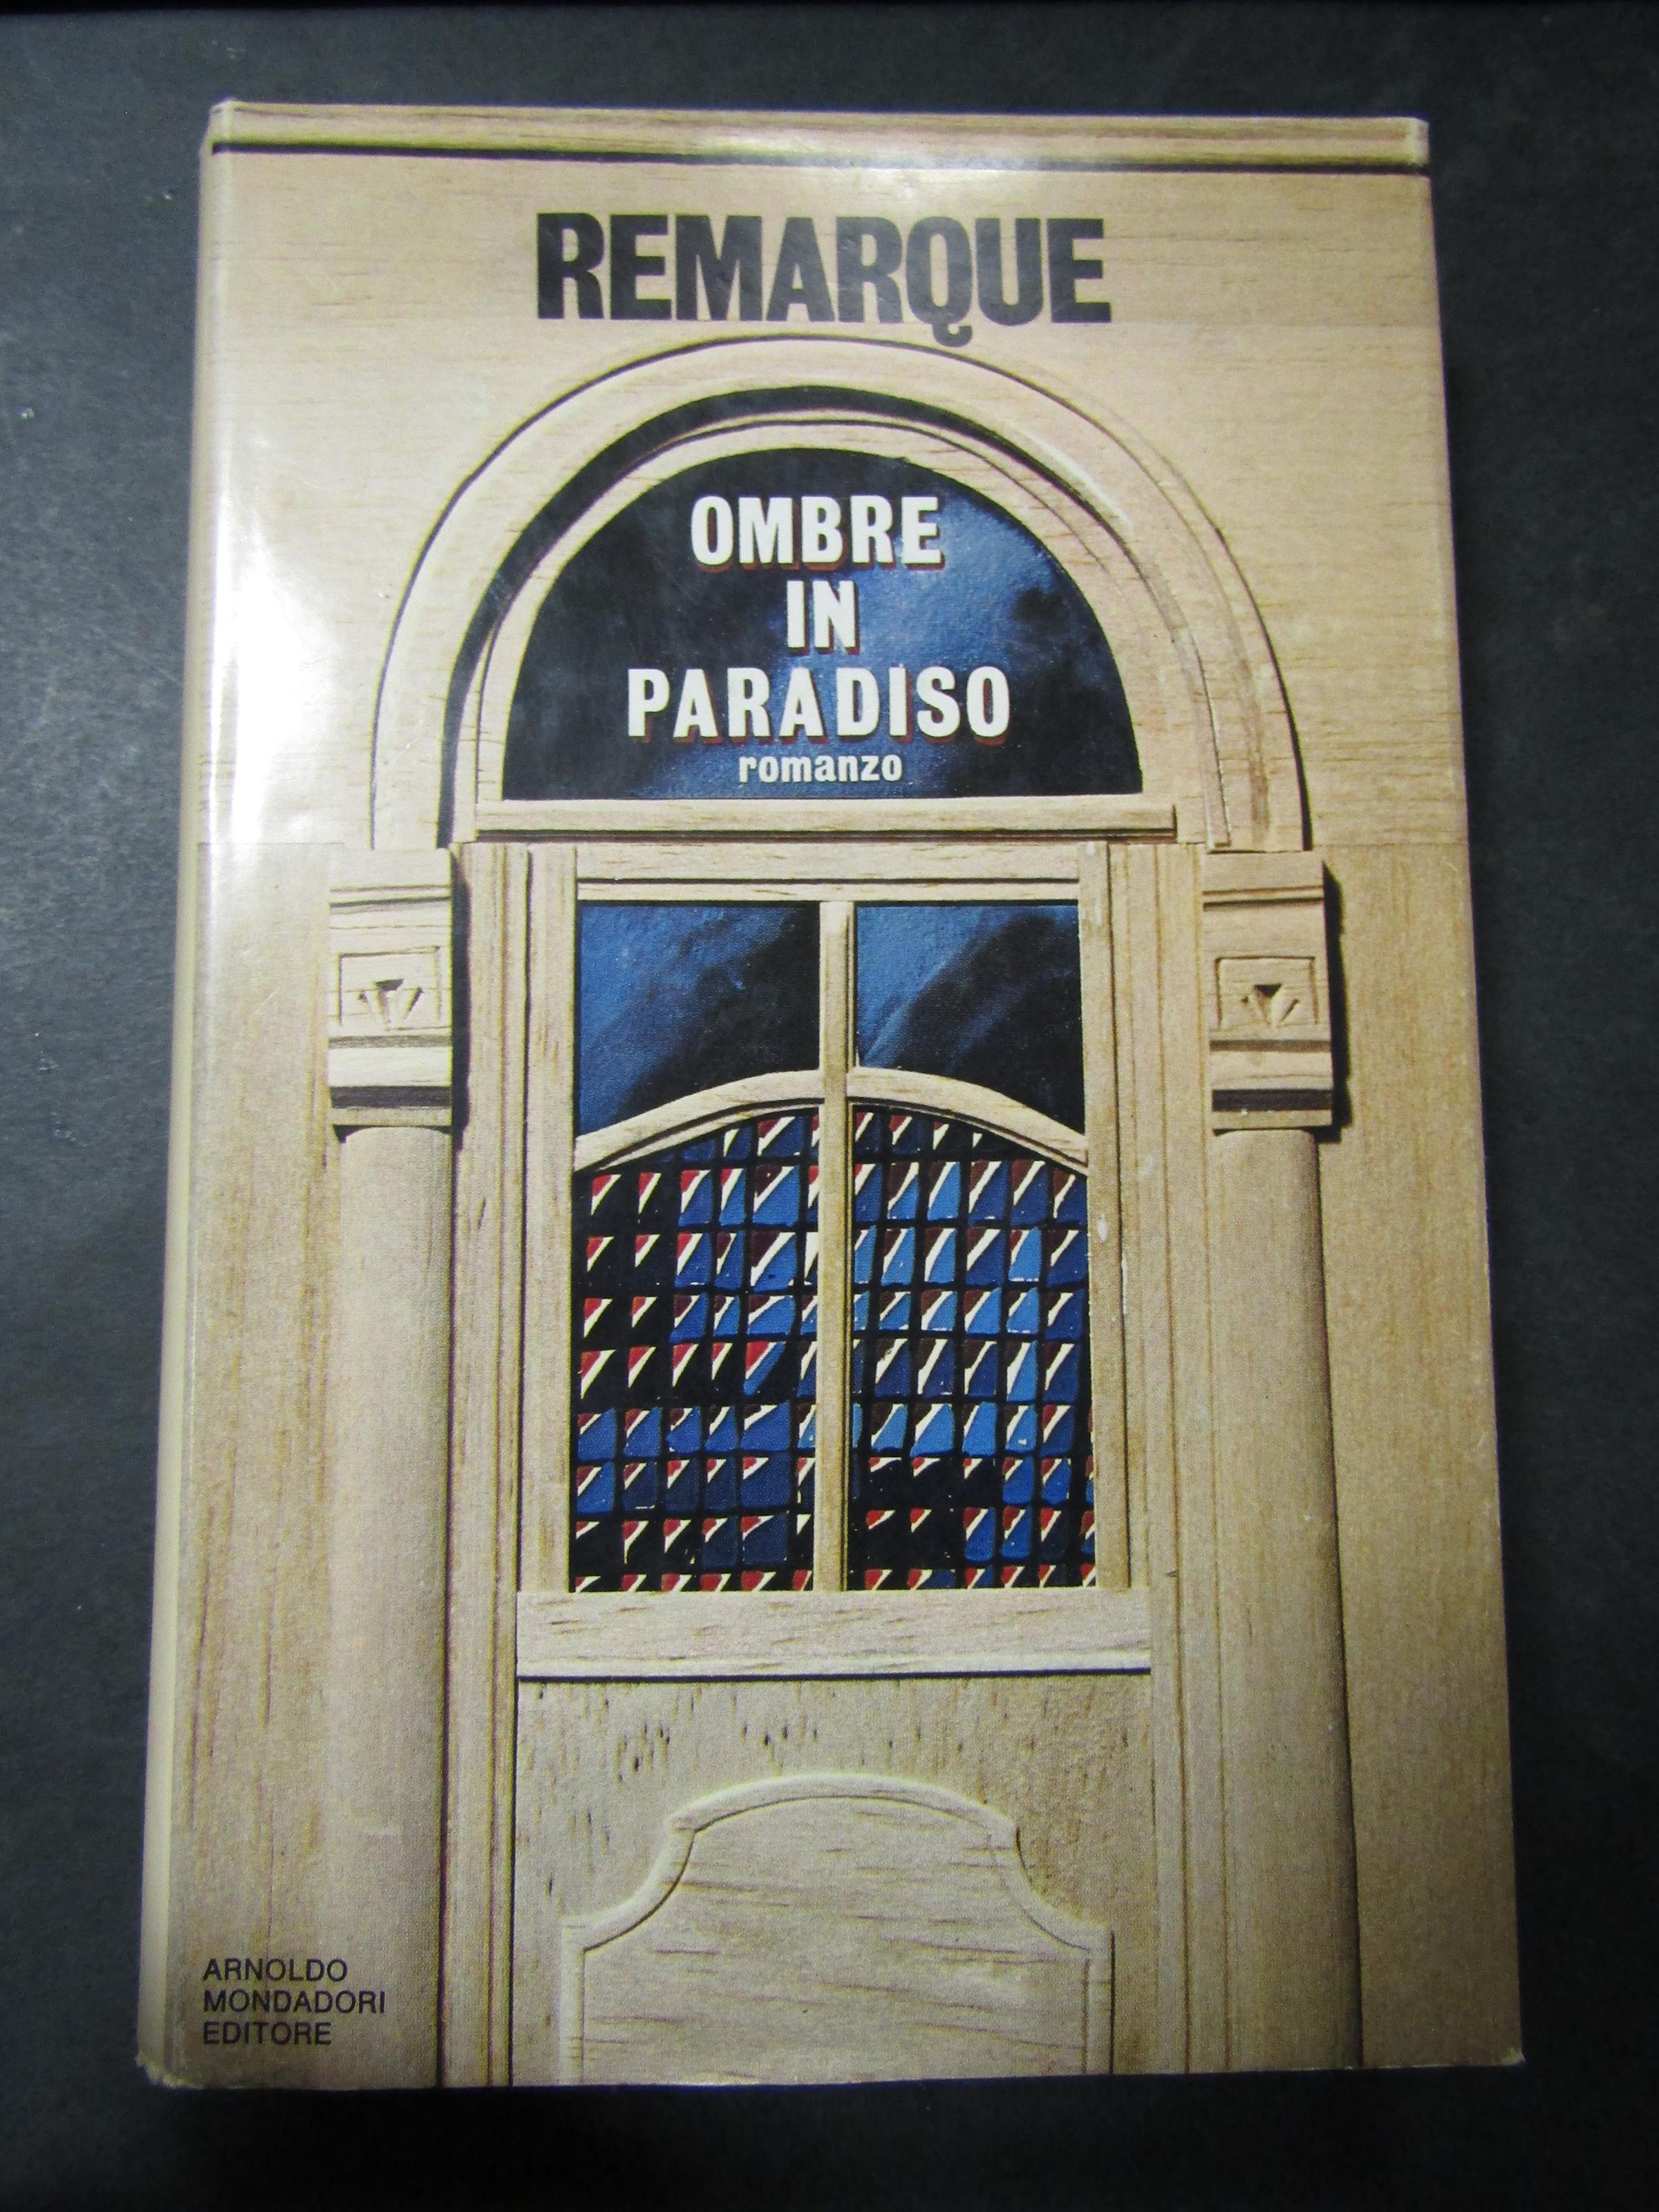 REMARQUE
OMBRE
IN
PARADISO
romanzo
ARNOLDO
MONDADORI
EDITORE